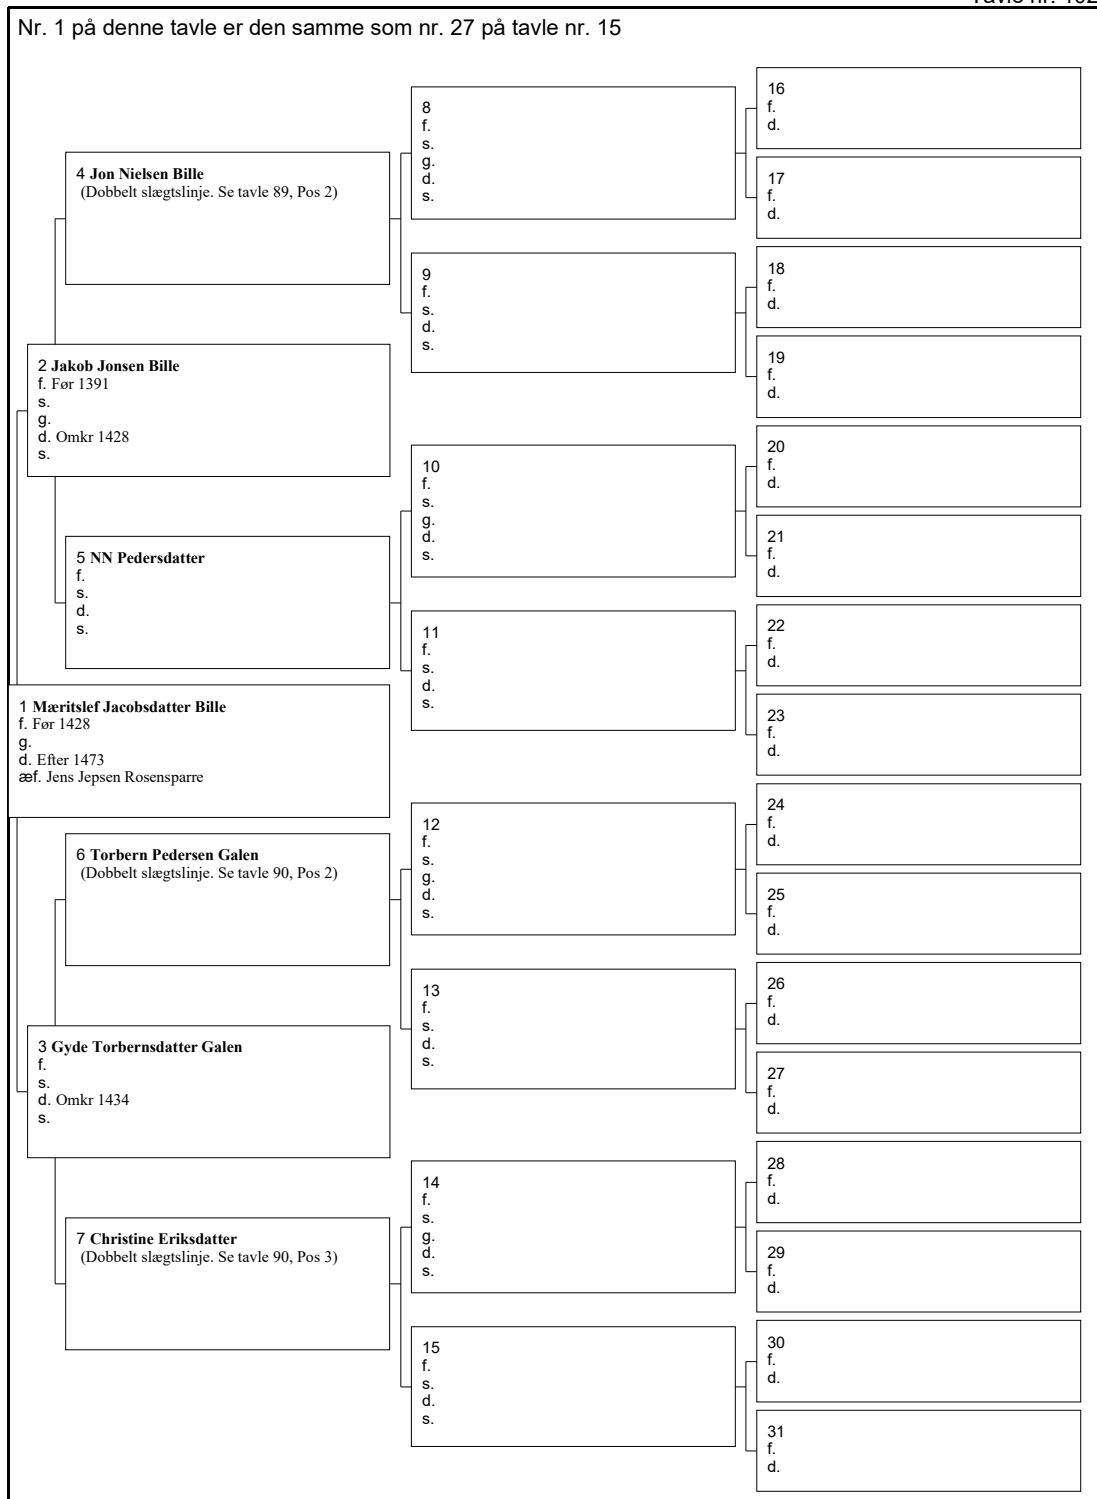 Nr. 1 på denne tavle er den samme som nr. 27 på tavle nr. 15
4 Jon Nielsen Bille
(Dobbelt slægtslinje. Se tavle 89, Pos 2)
2 Jakob Jonsen Bille
f. Før 1391
s.
g.
d. Omkr 1428
s.
5 NN Pedersdatter
f.
s.
d.
s.
1 Mæritslef Jacobsdatter Bille
f. Før 1428
g.
d. Efter 1473
æf. Jens Jepsen Rosensparre
6 Torbern Pedersen Galen
(Dobbelt slægtslinje. Se tavle 90, Pos 2)
3 Gyde Torbernsdatter Galen
f.
s.
d. Omkr 1434
s.
7 Christine Eriksdatter
(Dobbelt slægtslinje. Se tavle 90, Pos 3)
8
f.
s.
g.
d.
s.
9
f.
s.
d.
s.
10
f.
s.
g.
d.
s.
11
f.
s.
d.
s.
12
f.
s.
g.
d.
s.
13
f.
s.
d.
s.
14
f.
s.
g.
d.
s.
15
f.
s.
d.
s.
16
f.
d.
17
f.
d.
18
f.
d.
19
f.
d.
20
f.
d.
21
f.
d.
22
f.
d.
23
f.
d.
24
f.
d.
25
f.
d.
26
f.
d.
27
f.
d.
28
f.
d.
29
f.
d.
30
f.
d.
31
f.
d.